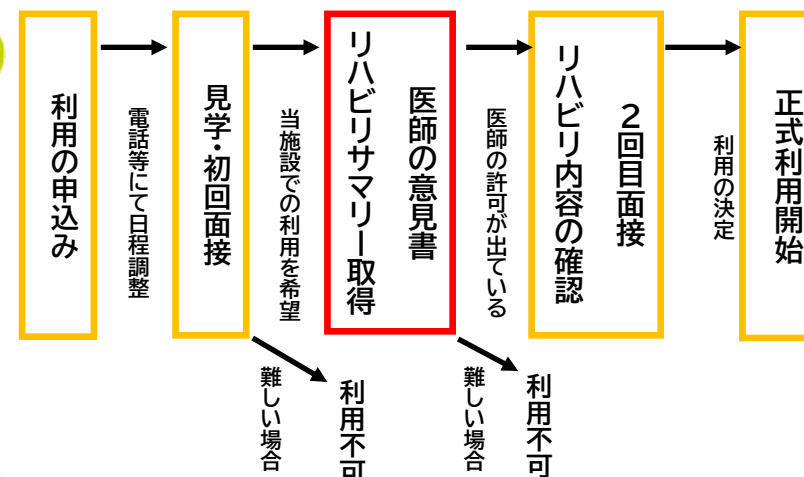 利用の申込み
電話等にて日程調整
見学・初回面接
当施設での利用を希望
医師の意見書
リハビリサマリー取得
医師の許可が出ている
２回目面接
リハビリ内容の確認
利用の決定
正式利用開始
難しい場合
利用不可
難しい場合
利用不可